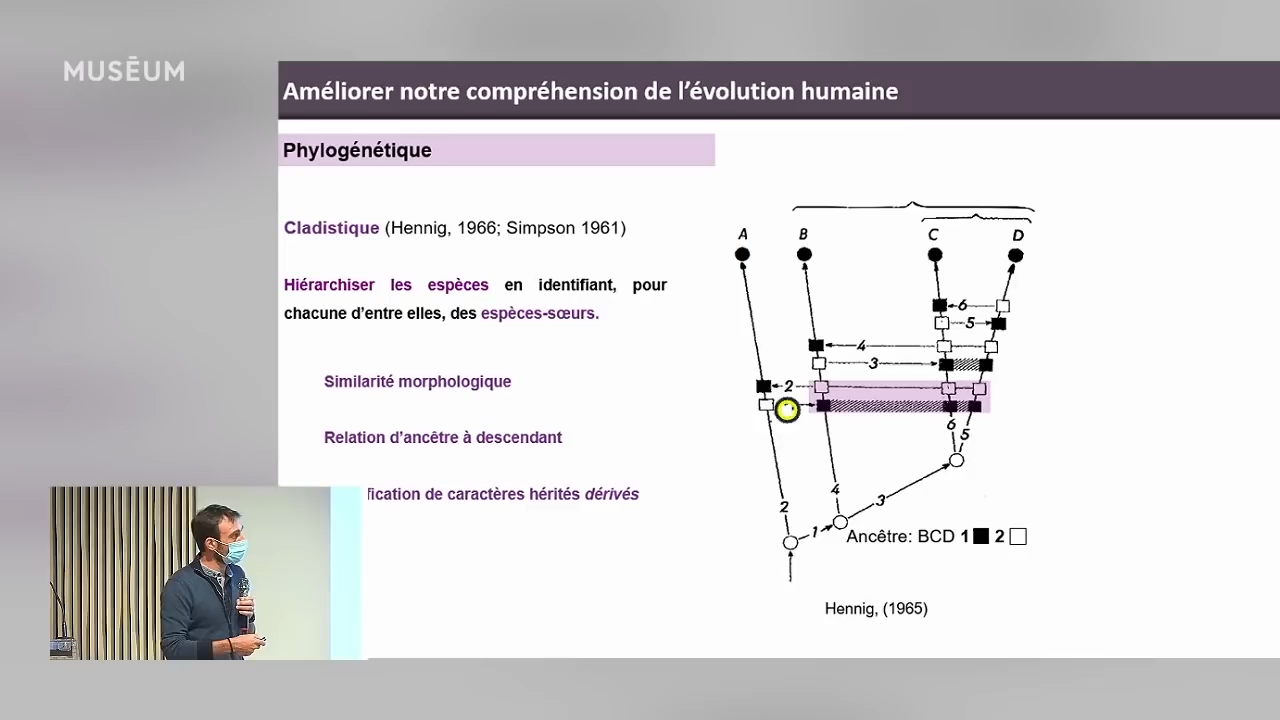 MUSĒUM
Améliorer notre compréhension de l'évolution humaine
Phylogénétique
Cladistique (Hennig, 1966; Simpson 1961)
Hiérarchiser les espèces en identifiant, pour
chacune d'entre elles, des espèces-sœurs.
Similarité morphologique
Relation d'ancêtre à descendant
fication de caractères hérités dérivés
A B C D
6
5
4
3
2
6
5
4
3
2
1
Ancêtre: BCD 1 2
Hennig, (1965)